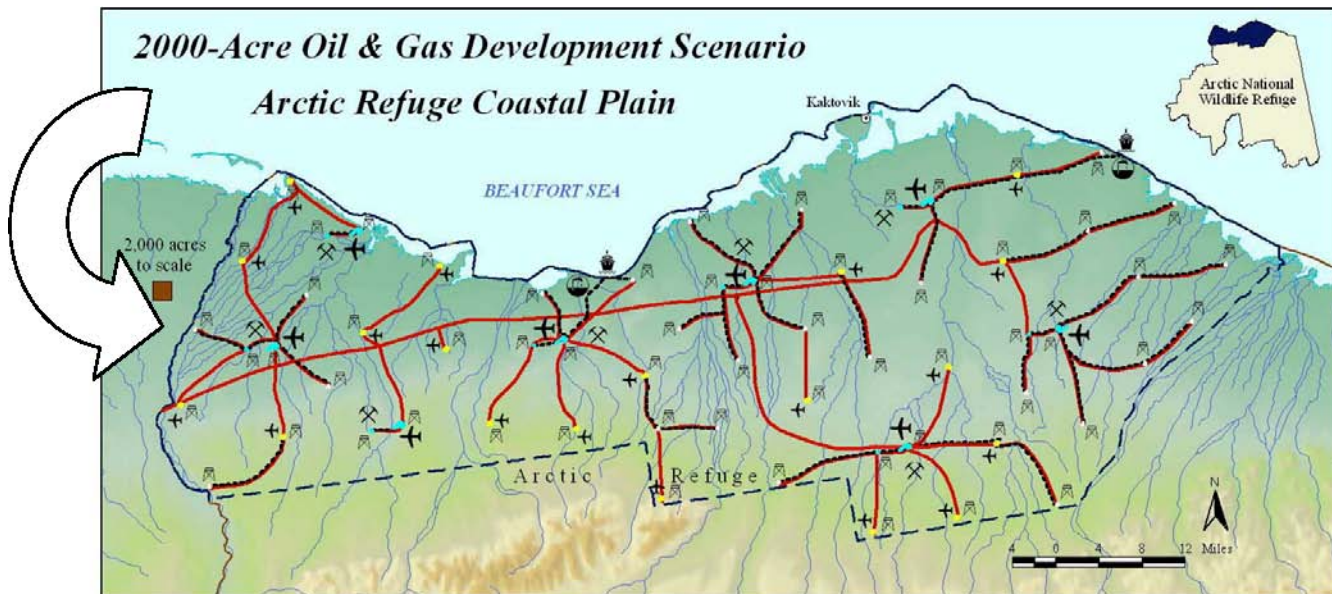 2000-Acre Oil & Gas Development Scenario
Arctic Refuge Coastal Plain
Arctic National
Wildlife Refuge
Kaktovik
BEAUFORT SEA
2,000 acres
to scale
Arctic Refuge
N
4 0 4 8 12
Miles